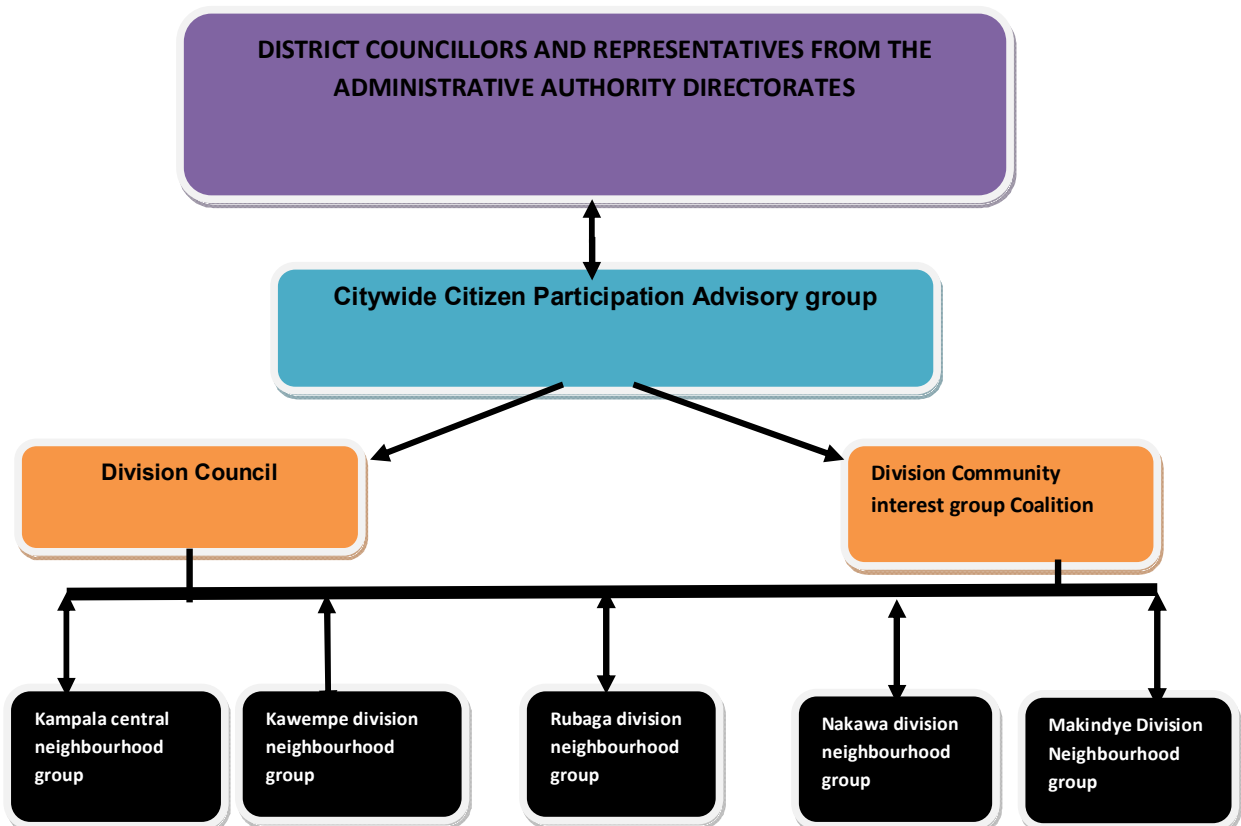 DISTRICT COUNCILLORS AND REPRESENTATIVES FROM THE
ADMINISTRATIVE AUTHORITY DIRECTORATES
Citywide Citizen Participation Advisory group
Division Council
Division Community
interest group Coalition
Kampala central
neighbourhood
group
Kawempe division
neighbourhood
group
Rubaga division
neighbourhood
group
Nakawa division
neighbourhood
group
Makindye Division
Neighbourhood
group